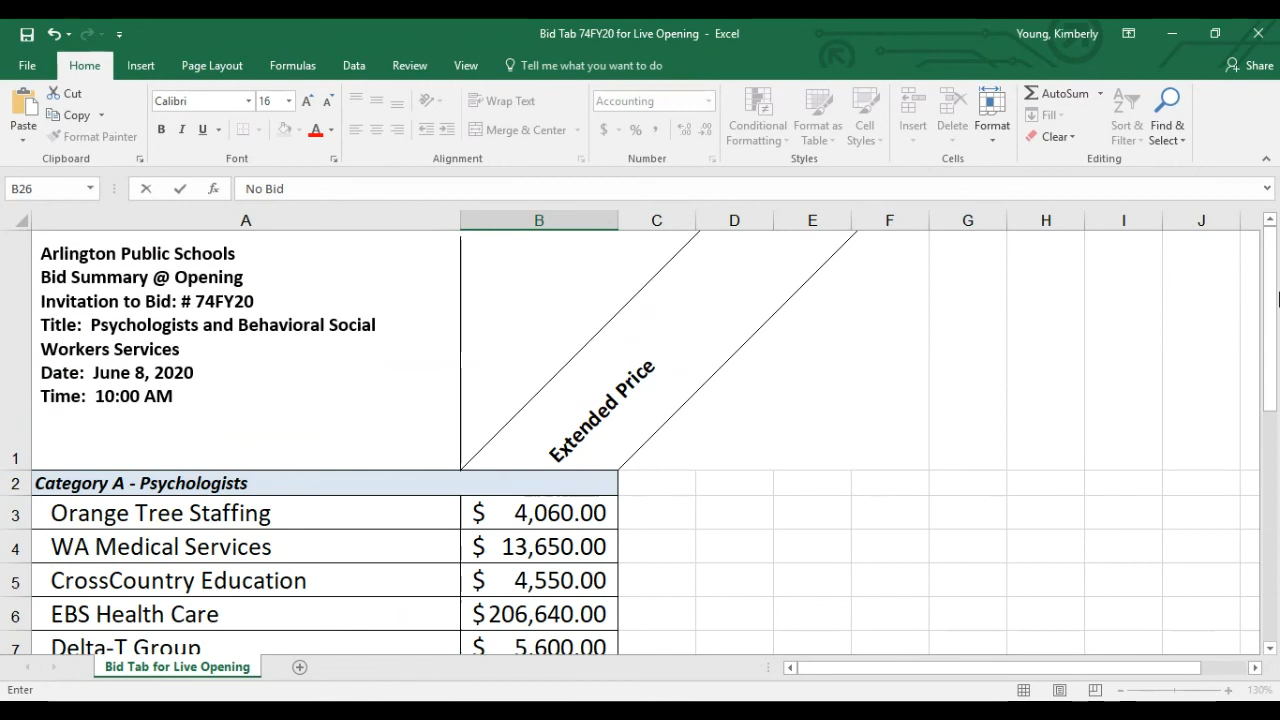 Bid Tab 74FY20 for Live Opening - Excel
Young, Kimberly
File Home Insert Page Layout Formulas Data Review View Tell me what you want to do Share
Paste
Cut
Copy
Format Painter
Clipboard
Calibri 16
B I U A
Font
Wrap Text
Merge & Center
Alignment
Accounting
$ % ,
Number
Conditional Formatting
Format as Table
Cell Styles
Styles
Insert
Delete
Format
Cells
AutoSum
Fill
Clear
Sort & Filter
Find & Select
Editing
B26 fx No Bid
A B C D E F G H I J
1
Arlington Public Schools
Bid Summary @ Opening
Invitation to Bid: # 74FY20
Title: Psychologists and Behavioral Social
Workers Services
Date: June 8, 2020
Time: 10:00 AM
Extended Price
2 Category A - Psychologists
3 Orange Tree Staffing $ 4,060.00
4 WA Medical Services $ 13,650.00
5 CrossCountry Education $ 4,550.00
6 EBS Health Care $206,640.00
7 Delta-T Group $ 5,600.00
Bid Tab for Live Opening
Enter
130%